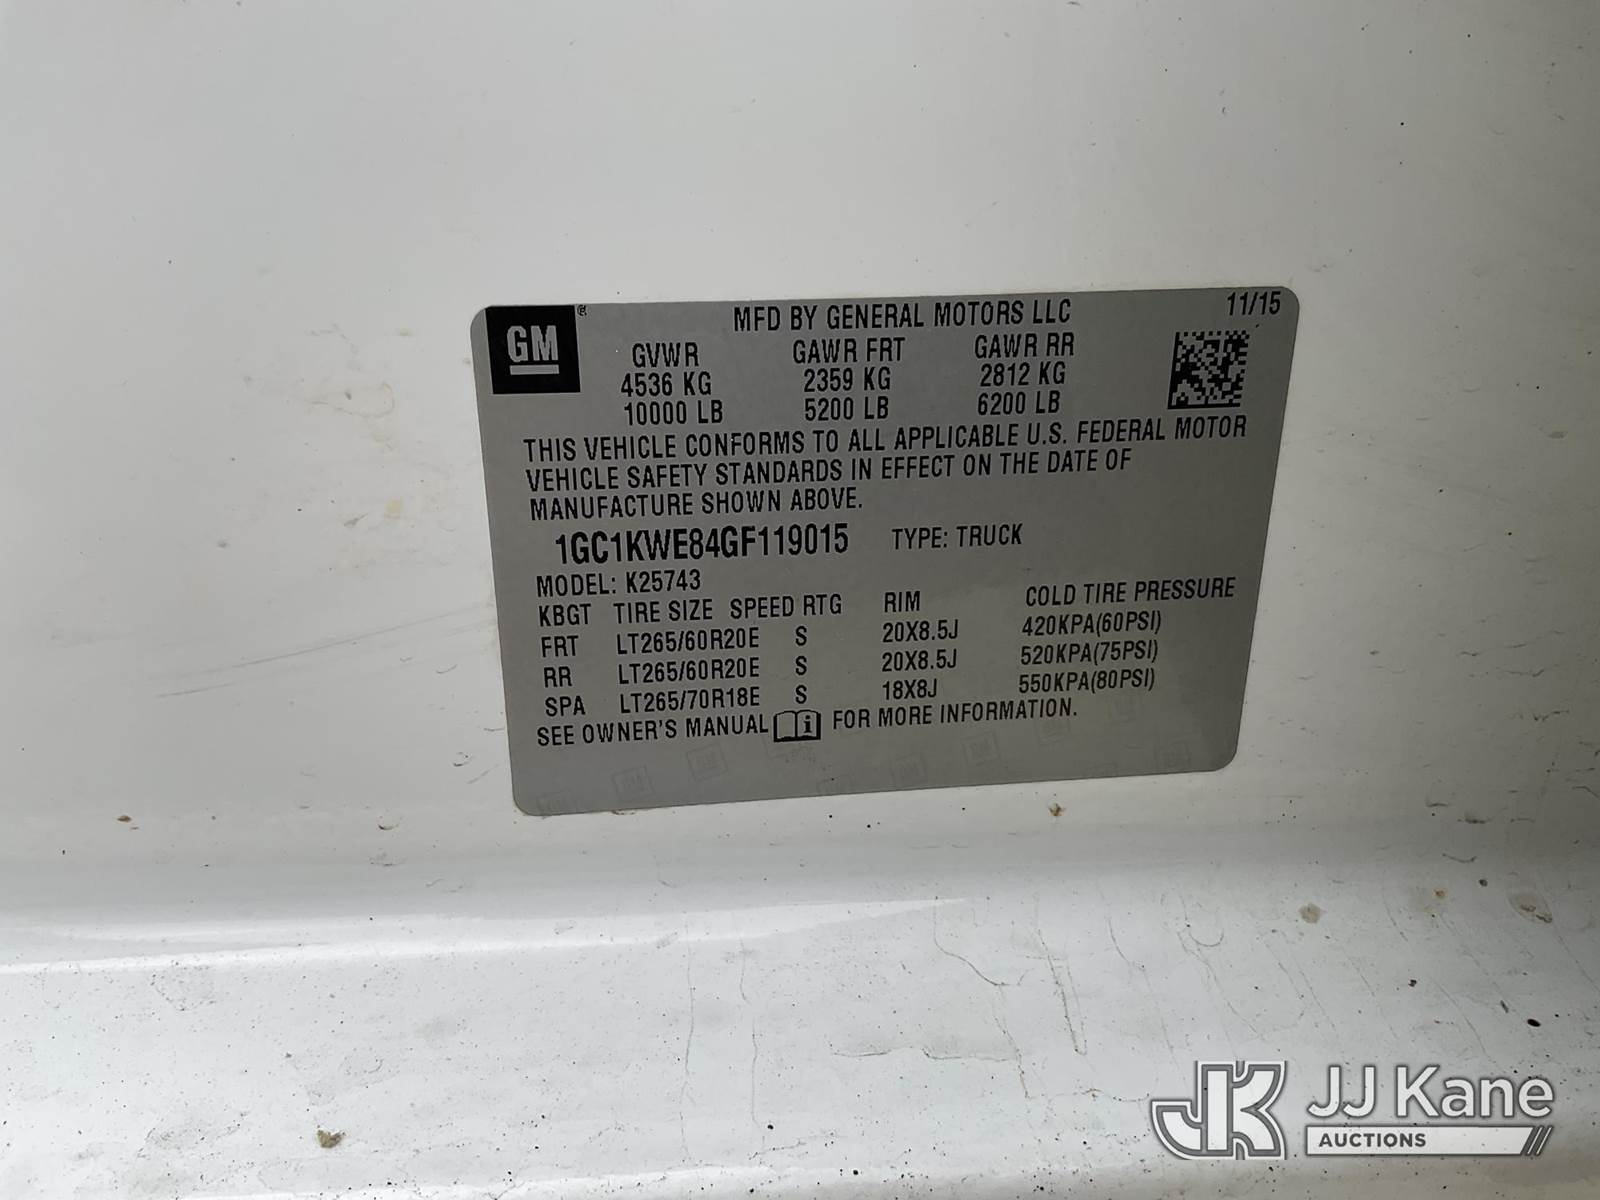 GM®
MFD BY GENERAL MOTORS LLC 11/15
GVWR GAWR FRT GAWR RR
4536 KG 2359 KG 2812 KG
10000 LB 5200 LB 6200 LB
THIS VEHICLE CONFORMS TO ALL APPLICABLE U.S. FEDERAL MOTOR
VEHICLE SAFETY STANDARDS IN EFFECT ON THE DATE OF
MANUFACTURE SHOWN ABOVE.
1GC1KWE84GF119015 TYPE: TRUCK
MODEL: K25743
KBGT TIRE SIZE SPEED RTG RIM COLD TIRE PRESSURE
FRT LT265/60R20E S 20X8.5J 420KPA(60PSI)
RR LT265/60R20E S 20X8.5J 520KPA(75PSI)
SPA LT265/70R18E S 18X8J 550KPA(80PSI)
SEE OWNER'S MANUAL i FOR MORE INFORMATION.
JK JJ Kane
AUCTIONS